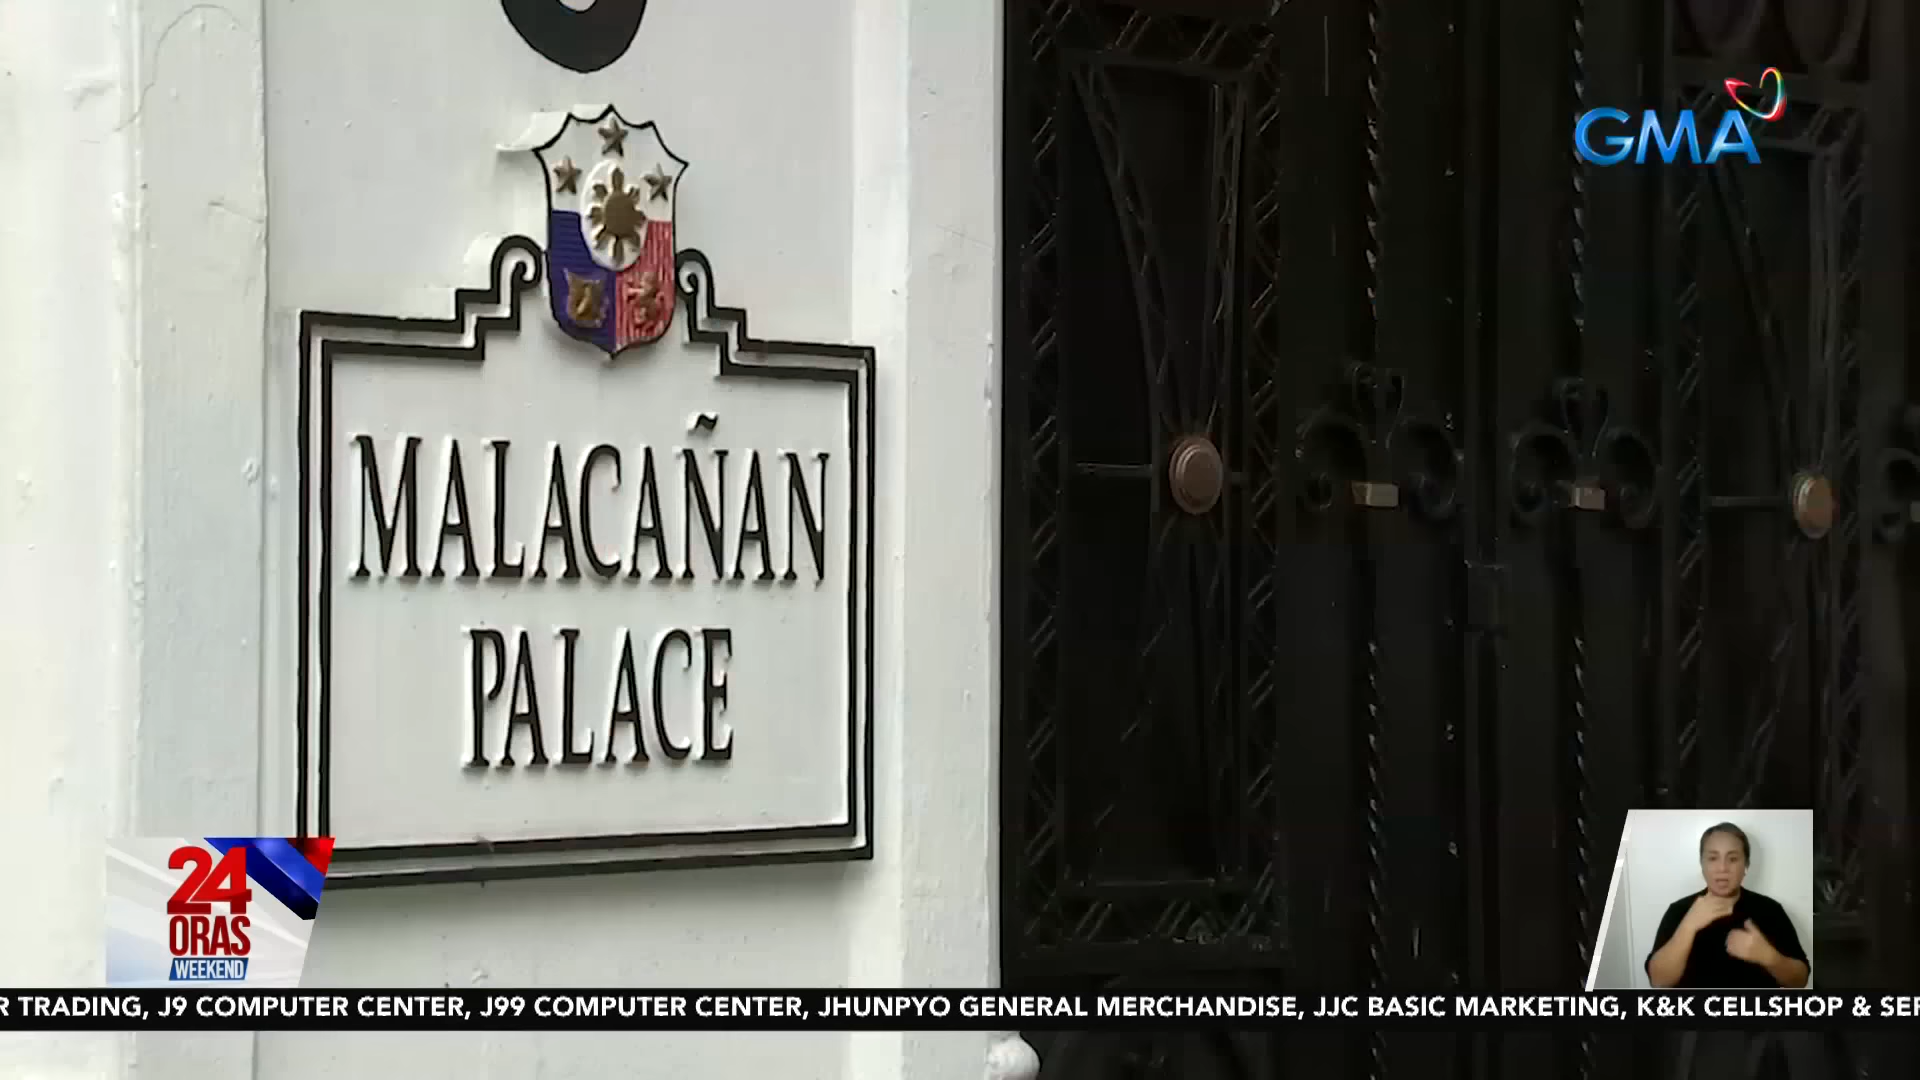 GMA
MALACAÑAN
PALACE
24
ORAS
WEEKEND
R TRADING, J9 COMPUTER CENTER, J99 COMPUTER CENTER, JHUNPYO GENERAL MERCHANDISE, JJC BASIC MARKETING, K&K CELLSHOP & SER